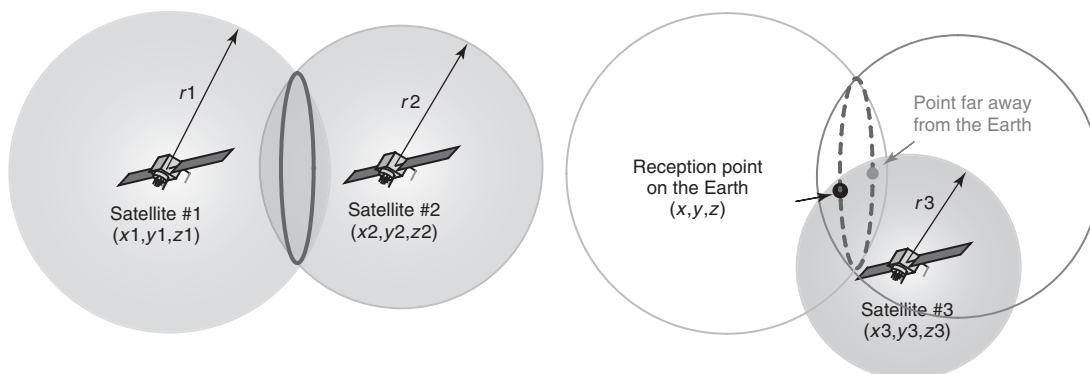 r1
Satellite #1
(x1,y1,z1)
r2
Satellite #2
(x2,y2,z2)
Reception point
on the Earth
(x,y,z)
Point far away
from the Earth
r3
Satellite #3
(x3,y3,z3)